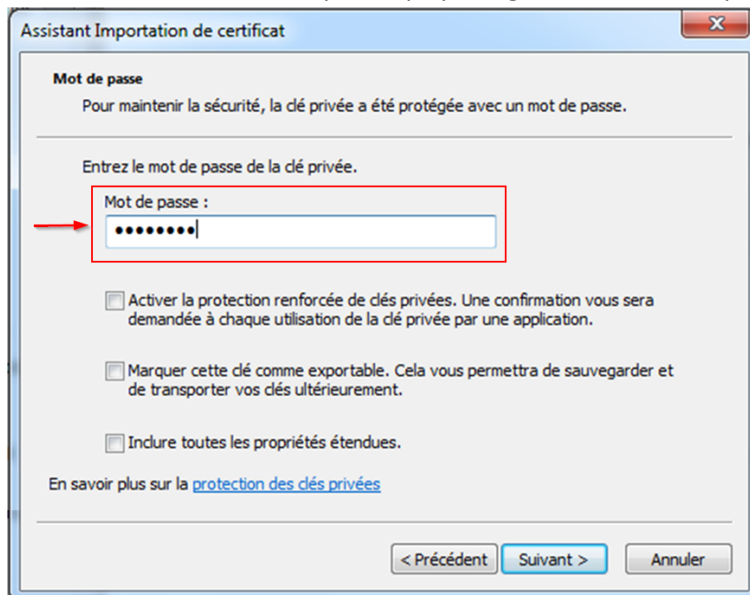 Assistant Importation de certificat
Mot de passe
Pour maintenir la sécurité, la clé privée a été protégée avec un mot de passe.
Entrez le mot de passe de la clé privée.
Mot de passe :
••••••••
Activer la protection renforcée de clés privées. Une confirmation vous sera
demandée à chaque utilisation de la clé privée par une application.
Marquer cette clé comme exportable. Cela vous permettra de sauvegarder et
de transporter vos clés ultérieurement.
Inclure toutes les propriétés étendues.
En savoir plus sur la protection des clés privées
< Précédent Suivant > Annuler